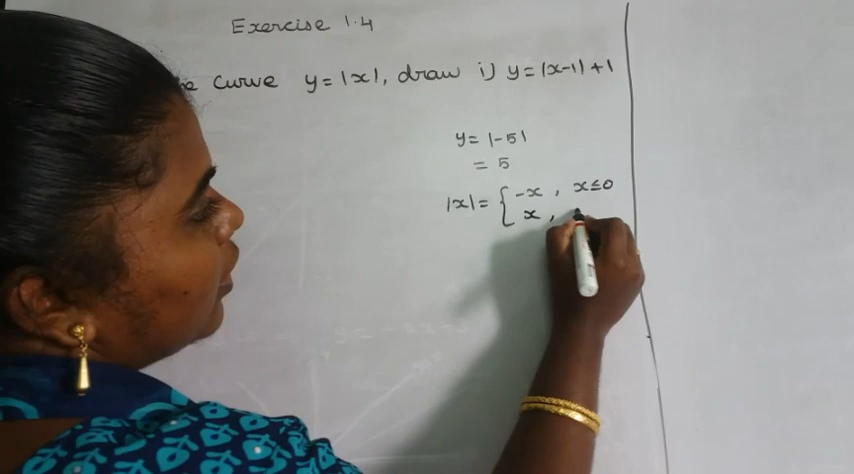 Exercise 1.4
curve y=|x|, draw i) y=|x-1|+1
y= |-5|
= 5
|x|= { -x , x≤0
x ,